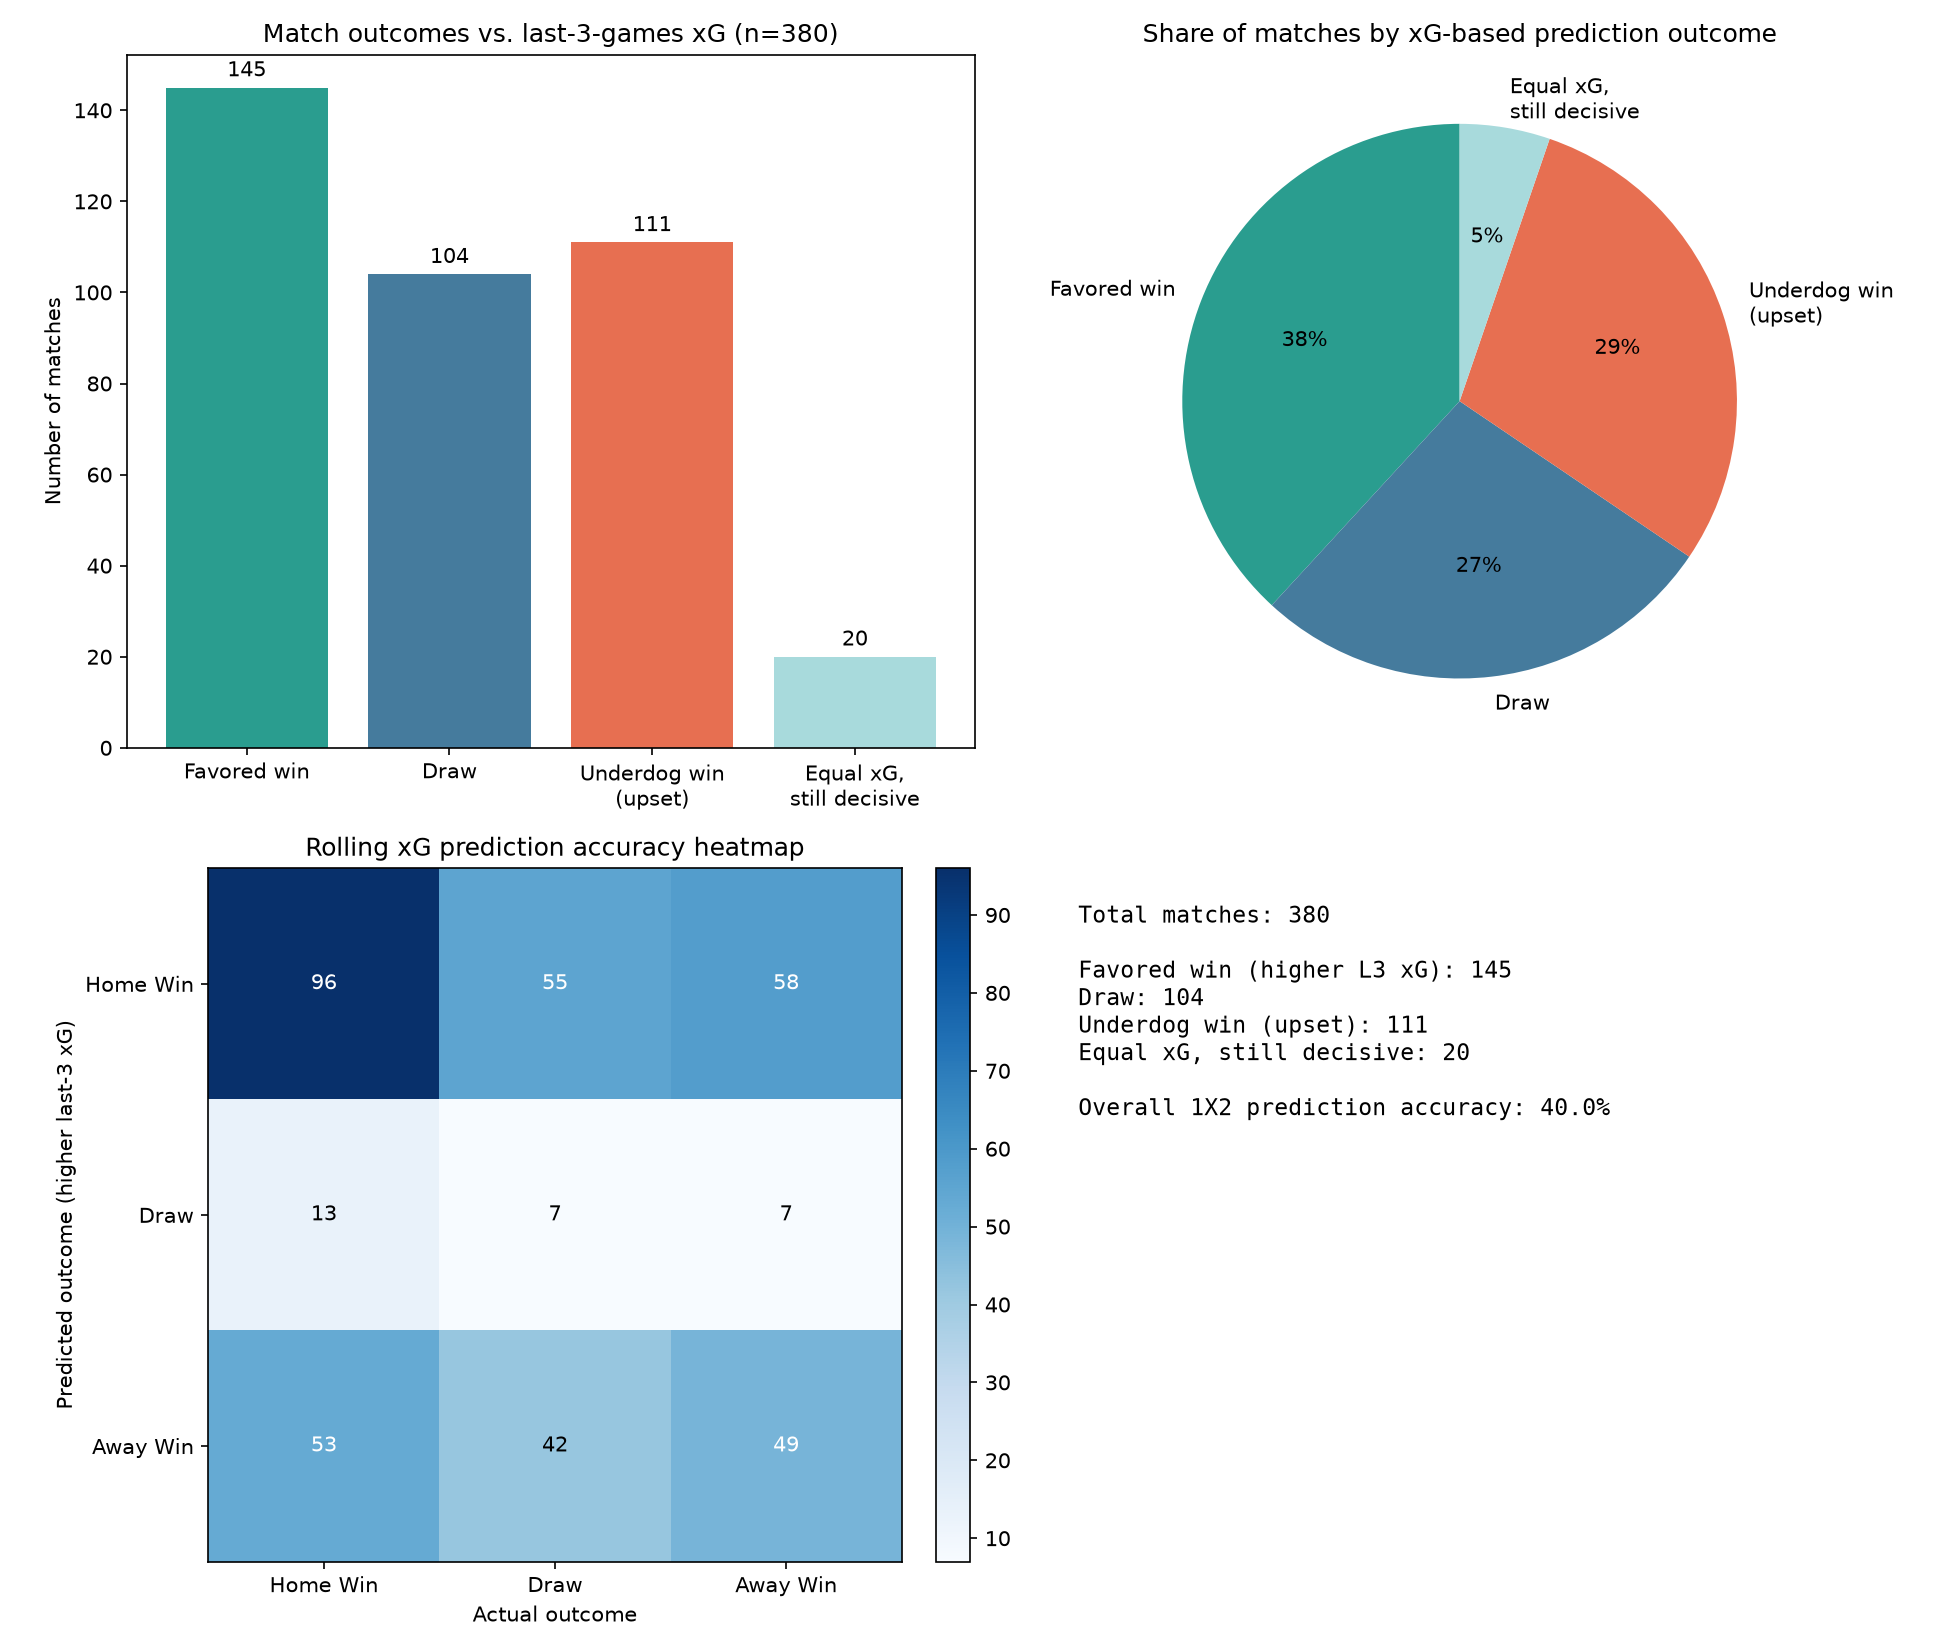 Match outcomes vs. last-3-games xG (n=380)
Number of matches
140
120
100
80
60
40
20
0
145
104
111
20
Favored win
Draw
Underdog win
(upset)
Equal xG,
still decisive
Share of matches by xG-based prediction outcome
Equal xG,
still decisive
5%
Favored win
38%
Underdog win
(upset)
29%
27%
Draw
Rolling xG prediction accuracy heatmap
Predicted outcome (higher last-3 xG)
Home Win
96
55
58
Draw
13
7
7
Away Win
53
42
49
Home Win
Draw
Away Win
Actual outcome
90
80
70
60
50
40
30
20
10
Total matches: 380
Favored win (higher L3 xG): 145
Draw: 104
Underdog win (upset): 111
Equal xG, still decisive: 20
Overall 1X2 prediction accuracy: 40.0%